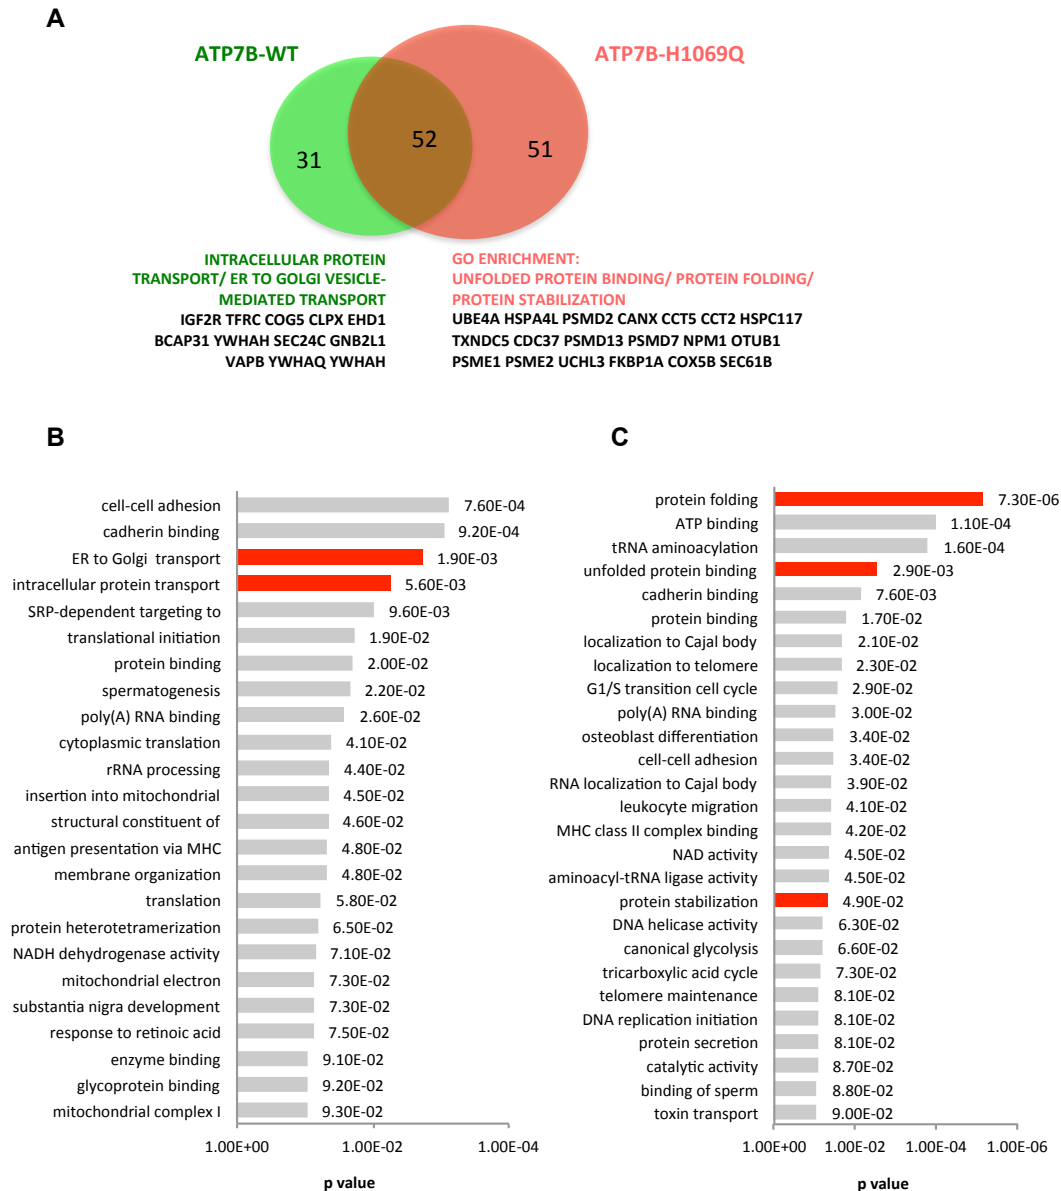 A
ATP7B-WT
ATP7B-H1069Q
31
52
51
INTRACELLULAR PROTEIN
TRANSPORT/ ER TO GOLGI VESICLE-
MEDIATED TRANSPORT
IGF2R TFRC COG5 CLPX EHD1
BCAP31 YWHAH SEC24C GNB2L1
VAPB YWHAQ YWHAH
GO ENRICHMENT:
UNFOLDED PROTEIN BINDING/ PROTEIN FOLDING/
PROTEIN STABILIZATION
UBE4A HSPA4L PSMD2 CANX CCT5 CCT2 HSPC117
TXNDC5 CDC37 PSMD13 PSMD7 NPM1 OTUB1
PSME1 PSME2 UCHL3 FKBP1A COX5B SEC61B
B
cell-cell adhesion 7.60E-04
cadherin binding 9.20E-04
ER to Golgi transport 1.90E-03
intracellular protein transport 5.60E-03
SRP-dependent targeting to 9.60E-03
translational initiation 1.90E-02
protein binding 2.00E-02
spermatogenesis 2.20E-02
poly(A) RNA binding 2.60E-02
cytoplasmic translation 4.10E-02
rRNA processing 4.40E-02
insertion into mitochondrial 4.50E-02
structural constituent of 4.60E-02
antigen presentation via MHC 4.80E-02
membrane organization 4.80E-02
translation 5.80E-02
protein heterotetramerization 6.50E-02
NADH dehydrogenase activity 7.10E-02
mitochondrial electron 7.30E-02
substantia nigra development 7.30E-02
response to retinoic acid 7.50E-02
enzyme binding 9.10E-02
glycoprotein binding 9.20E-02
mitochondrial complex I 9.30E-02
1.00E+00 1.00E-02 1.00E-04
p value
C
protein folding 7.30E-06
ATP binding 1.10E-04
tRNA aminoacylation 1.60E-04
unfolded protein binding 2.90E-03
cadherin binding 7.60E-03
protein binding 1.70E-02
localization to Cajal body 2.10E-02
localization to telomere 2.30E-02
G1/S transition cell cycle 2.90E-02
poly(A) RNA binding 3.00E-02
osteoblast differentiation 3.40E-02
cell-cell adhesion 3.40E-02
RNA localization to Cajal body 3.90E-02
leukocyte migration 4.10E-02
MHC class II complex binding 4.20E-02
NAD activity 4.50E-02
aminoacyl-tRNA ligase activity 4.50E-02
protein stabilization 4.90E-02
DNA helicase activity 6.30E-02
canonical glycolysis 6.60E-02
tricarboxylic acid cycle 7.30E-02
telomere maintenance 8.10E-02
DNA replication initiation 8.10E-02
protein secretion 8.10E-02
catalytic activity 8.70E-02
binding of sperm 8.80E-02
toxin transport 9.00E-02
1.00E+00 1.00E-02 1.00E-04 1.00E-06
p value